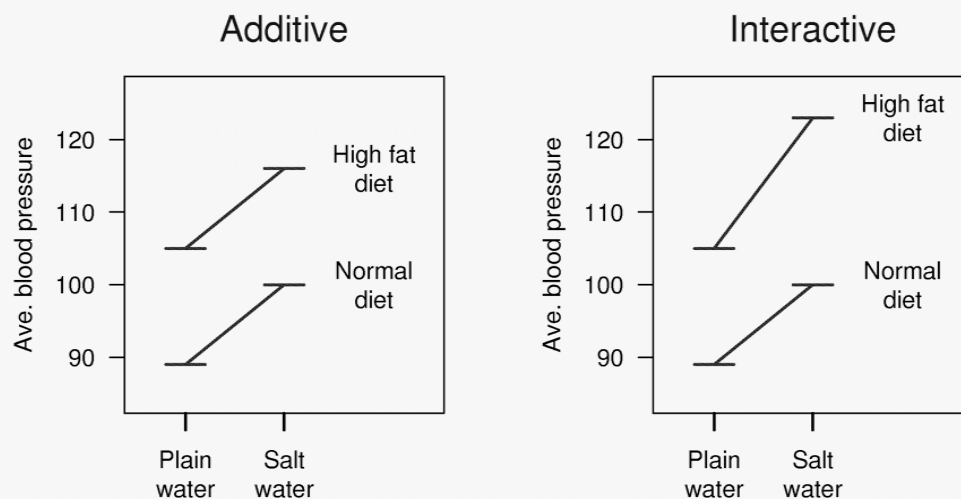 Additive
Ave. blood pressure
120
110
100
90
High fat
diet
Normal
diet
Plain
water
Salt
water
Interactive
Ave. blood pressure
120
110
100
90
High fat
diet
Normal
diet
Plain
water
Salt
water